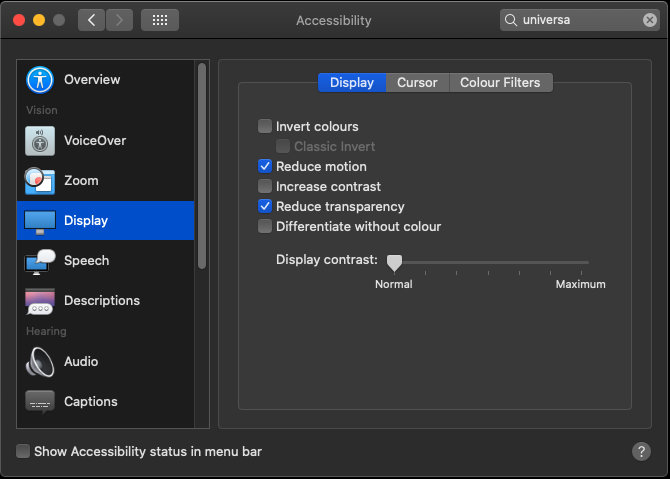 Accessibility
universa
Overview
Vision
VoiceOver
Zoom
Display
Speech
Descriptions
Hearing
Audio
Captions
Display Cursor Colour Filters
Invert colours
Classic Invert
Reduce motion
Increase contrast
Reduce transparency
Differentiate without colour
Display contrast:
Normal Maximum
Show Accessibility status in menu bar
?